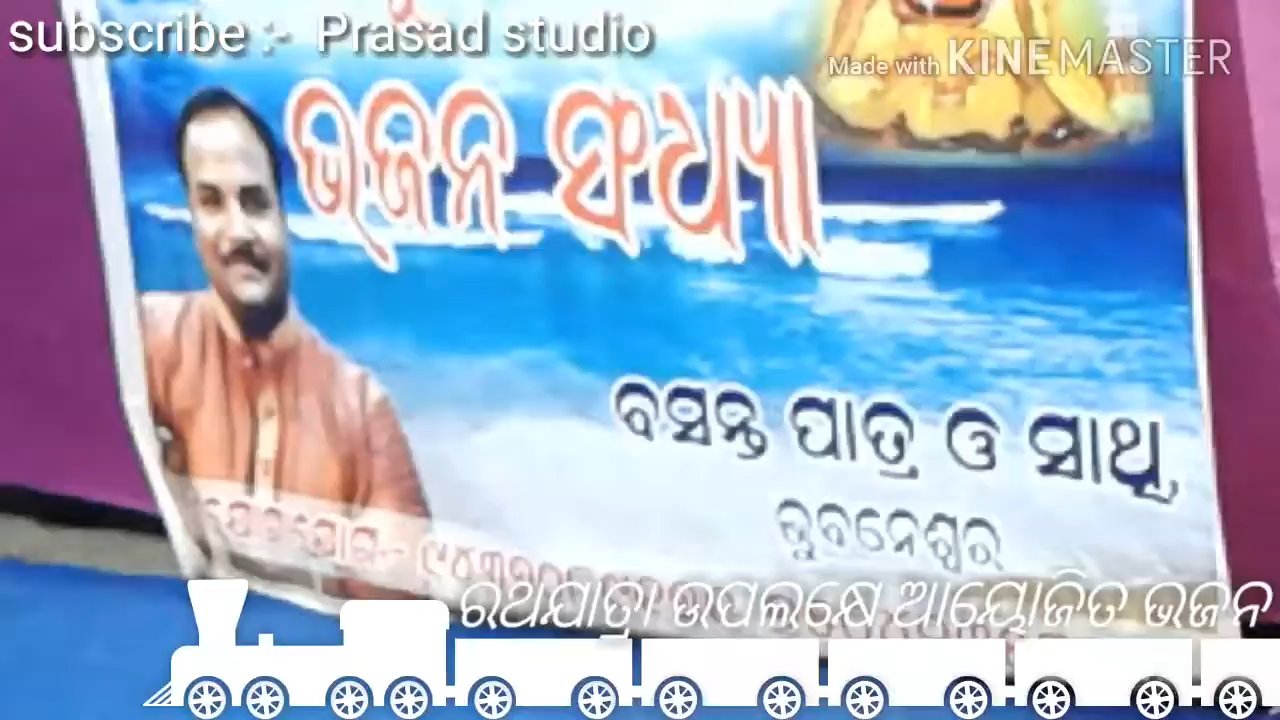 subscribe :- Prasad studio
Made with KINEMASTER
ଭଜନ ସଂଧ୍ୟା
ବସନ୍ତ ପାତ୍ର ଓ ସାଥି
ଭୁବନେଶ୍ୱର
ଯୋଗାଯୋଗ:-
ରଥଯାତ୍ରା ଉପଲକ୍ଷେ ଆୟୋଜିତ ଭଜନ